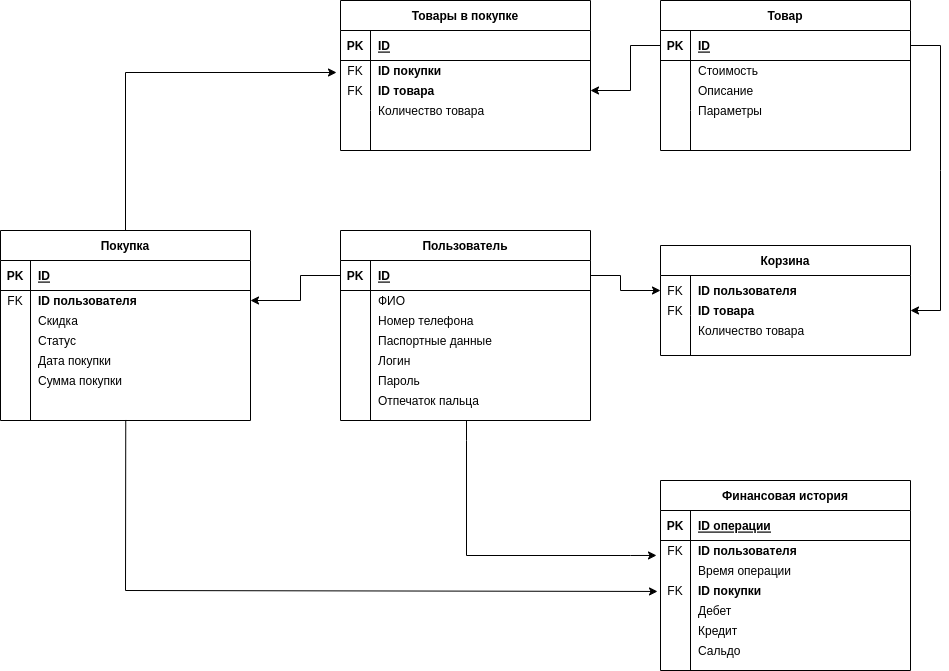 Товары в покупке
PK ID
FK ID покупки
FK ID товара
Количество товара
Товар
PK ID
Стоимость
Описание
Параметры
Покупка
PK ID
FK ID пользователя
Скидка
Статус
Дата покупки
Сумма покупки
Пользователь
PK ID
ФИО
Номер телефона
Паспортные данные
Логин
Пароль
Отпечаток пальца
Корзина
FK ID пользователя
FK ID товара
Количество товара
Финансовая история
PK ID операции
FK ID пользователя
Время операции
FK ID покупки
Дебет
Кредит
Сальдо